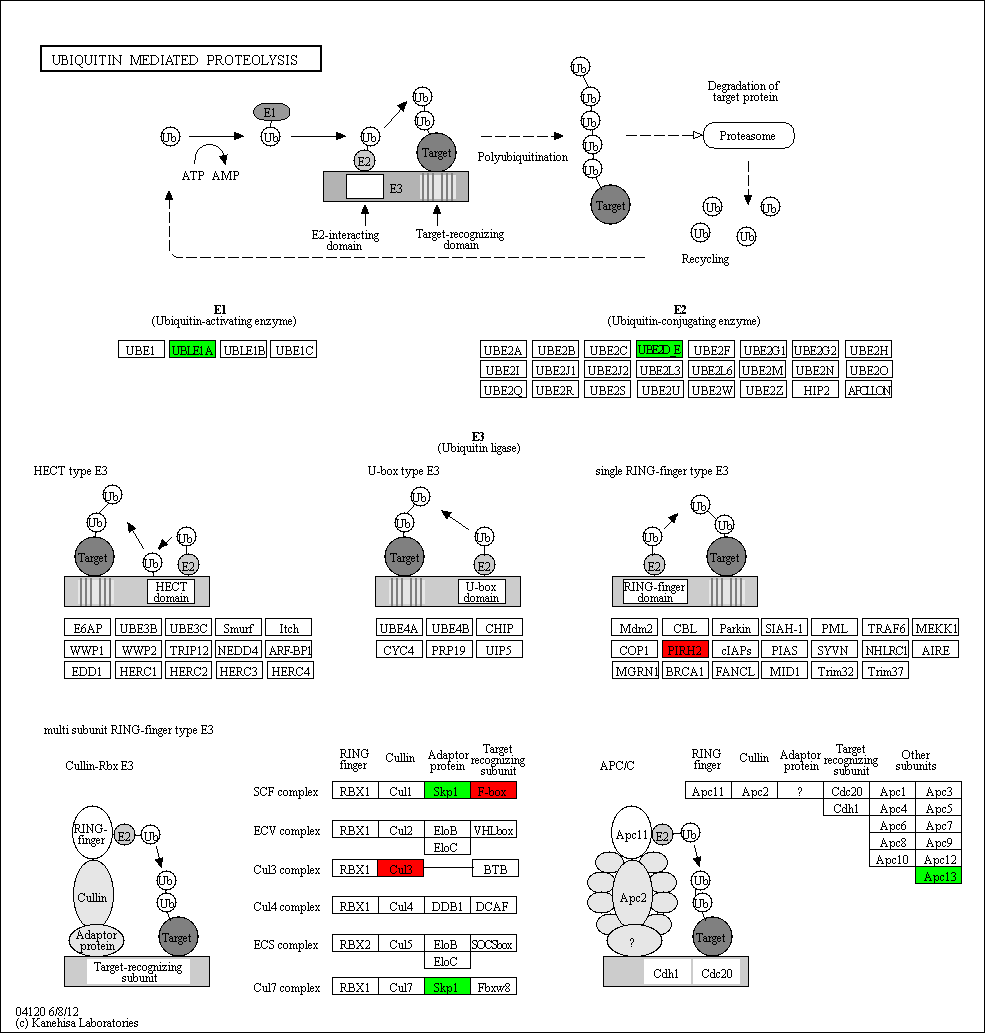 UBIQUITIN MEDIATED PROTEOLYSIS
Ub
E1
Ub
Ub
E2
Ub
Ub
Target
E3
ATP AMP
E2-interacting
domain
Target-recognizing
domain
Polyubiquitination
Ub
Ub
Ub
Ub
Ub
Target
Degradation of
target protein
Proteasome
Ub
Ub
Ub
Ub
Recycling
E1
(Ubiquitin-activating enzyme)
UBE1 UBLE1A UBLE1B UBE1C
E2
(Ubiquitin-conjugating enzyme)
UBE2A UBE2B UBE2C UBE2D_E UBE2F UBE2G1 UBE2G2 UBE2H
UBE2I UBE2J1 UBE2J2 UBE2L3 UBE2L6 UBE2M UBE2N UBE2O
UBE2Q UBE2R UBE2S UBE2U UBE2W UBE2Z HIP2 APCLLON
E3
(Ubiquitin ligase)
HECT type E3
Ub
Ub
Ub
Ub
Target
E2
HECT
domain
E6AP UBE3B UBE3C Smurf Itch
WWP1 WWP2 TRIP12 NEDD4 ARF-BP1
EDD1 HERC1 HERC2 HERC3 HERC4
U-box type E3
Ub
Ub
Ub
Target
E2
U-box
domain
UBE4A UBE4B CHIP
CYC4 PRP19 UIP5
single RING-finger type E3
Ub
Ub
Ub
E2
Target
RING-finger
domain
Mdm2 CBL Parkin SIAH-1 PML TRAF6 MEKK1
COP1 PIRH2 cIAPs PIAS SYVN NHLRC1 AIRE
MGRN1 BRCA1 FANCL MID1 Trim32 Trim37
multi subunit RING-finger type E3
Cullin-Rbx E3
RING-
finger
E2
Ub
Cullin
Ub
Ub
Adaptor
protein
Target
Target-recognizing
subunit
RING
finger
Cullin
Adaptor
protein
Target
recognizing
subunit
SCF complex RBX1 Cul1 Skp1 F-box
ECV complex RBX1 Cul2 EloB VHLbox
EloC
Cul3 complex RBX1 Cul3 BTB
Cul4 complex RBX1 Cul4 DDB1 DCAF
ECS complex RBX2 Cul5 EloB SOCSbox
EloC
Cul7 complex RBX1 Cul7 Skp1 Fbxw8
APC/C
RING
finger
Cullin
Adaptor
protein
Target
recognizing
subunit
Other
subunits
Apc11 Apc2 ? Cdc20 Apc1 Apc3
Cdh1 Apc4 Apc5
Apc6 Apc7
Apc8 Apc9
Apc10 Apc12
Apc13
Apc11
E2
Ub
Apc2
Ub
Ub
?
Target
Cdh1 Cdc20
04120 6/8/12
(c) Kanehisa Laboratories